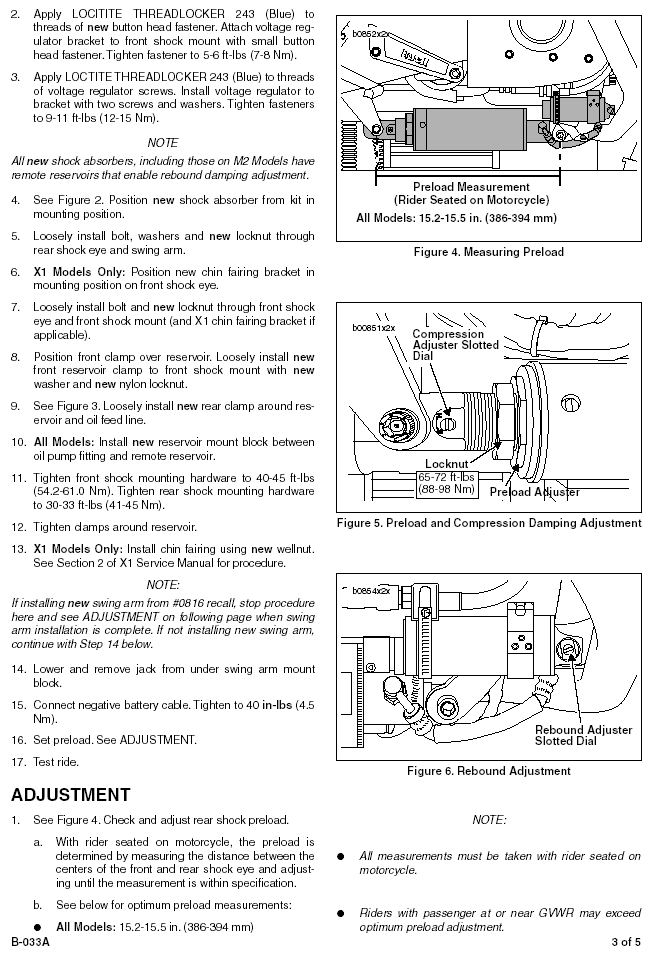 2. Apply LOCITITE THREADLOCKER 243 (Blue) to
threads of new button head fastener. Attach voltage reg-
ulator bracket to front shock mount with small button
head fastener. Tighten fastener to 5-6 ft-lbs (7-8 Nm).
3. Apply LOCTITE THREADLOCKER 243 (Blue) to threads
of voltage regulator screws. Install voltage regulator to
bracket with two screws and washers. Tighten fasteners
to 9-11 ft-lbs (12-15 Nm).
NOTE
All new shock absorbers, including those on M2 Models have
remote reservoirs that enable rebound damping adjustment.
4. See Figure 2. Position new shock absorber from kit in
mounting position.
5. Loosely install bolt, washers and new locknut through
rear shock eye and swing arm.
6. X1 Models Only: Position new chin fairing bracket in
mounting position on front shock eye.
7. Loosely install bolt and new locknut through front shock
eye and front shock mount (and X1 chin fairing bracket if
applicable).
8. Position front clamp over reservoir. Loosely install new
front reservoir clamp to front shock mount with new
washer and new nylon locknut.
9. See Figure 3. Loosely install new rear clamp around res-
ervoir and oil feed line.
10. All Models: Install new reservoir mount block between
oil pump fitting and remote reservoir.
11. Tighten front shock mounting hardware to 40-45 ft-lbs
(54.2-61.0 Nm). Tighten rear shock mounting hardware
to 30-33 ft-lbs (41-45 Nm).
12. Tighten clamps around reservoir.
13. X1 Models Only: Install chin fairing using new wellnut.
See Section 2 of X1 Service Manual for procedure.
NOTE:
If installing new swing arm from #0816 recall, stop procedure
here and see ADJUSTMENT on following page when swing
arm installation is complete. If not installing new swing arm,
continue with Step 14 below.
14. Lower and remove jack from under swing arm mount
block.
15. Connect negative battery cable. Tighten to 40 in-lbs (4.5
Nm).
16. Set preload. See ADJUSTMENT.
17. Test ride.
ADJUSTMENT
1. See Figure 4. Check and adjust rear shock preload.
a. With rider seated on motorcycle, the preload is
determined by measuring the distance between the
centers of the front and rear shock eye and adjust-
ing until the measurement is within specification.
b. See below for optimum preload measurements:
● All Models: 15.2-15.5 in. (386-394 mm)
b0852x2x
Preload Measurement
(Rider Seated on Motorcycle)
All Models: 15.2-15.5 in. (386-394 mm)
Figure 4. Measuring Preload
b00851x2x
Compression
Adjuster Slotted
Dial
Locknut
65-72 ft-lbs
(88-98 Nm)
Preload Adjuster
Figure 5. Preload and Compression Damping Adjustment
b0854x2x
Rebound Adjuster
Slotted Dial
Figure 6. Rebound Adjustment
NOTE:
● All measurements must be taken with rider seated on
motorcycle.
● Riders with passenger at or near GVWR may exceed
optimum preload adjustment.
B-033A
3 of 5